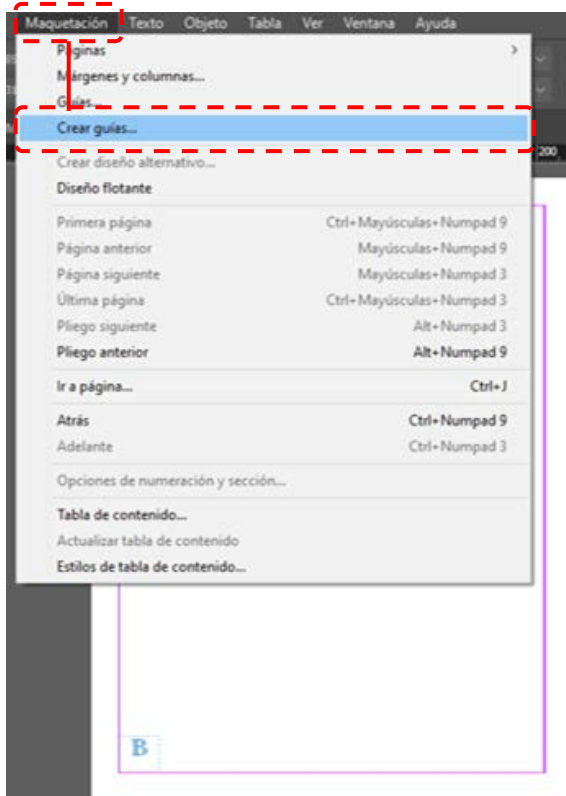 Maquetación Texto Objeto Tabla Ver Ventana Ayuda
Páginas
Márgenes y columnas...
Guías...
Crear guías...
200
Crear diseño alternativo...
Diseño flotante
Primera página Ctrl+Mayúsculas+Numpad 9
Página anterior Mayúsculas+Numpad 9
Página siguiente Mayúsculas+Numpad 3
Última página Ctrl+Mayúsculas+Numpad 3
Pliego siguiente Alt+Numpad 3
Pliego anterior Alt+Numpad 9
Ir a página... Ctrl+J
Atrás Ctrl+Numpad 9
Adelante Ctrl+Numpad 3
Opciones de numeración y sección...
Tabla de contenido...
Actualizar tabla de contenido
Estilos de tabla de contenido...
B